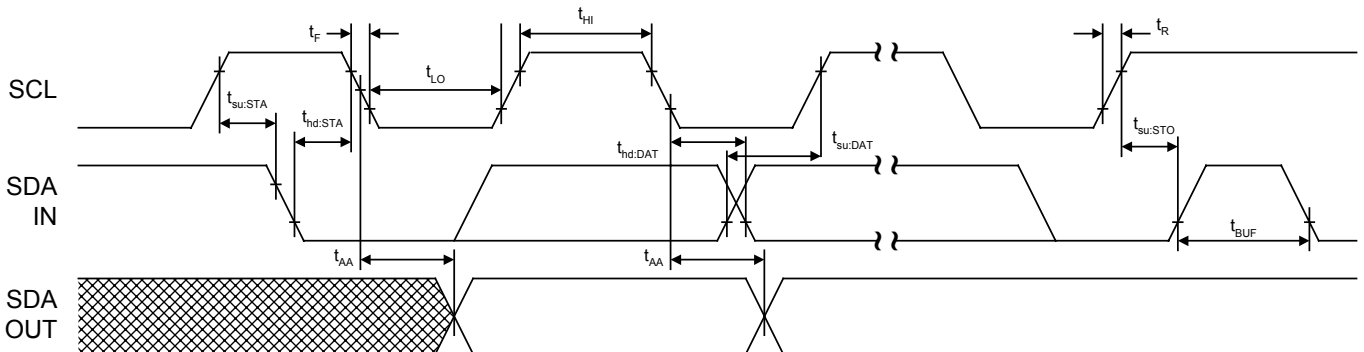 t_HI
t_F
t_R
SCL
t_LO
t_su:STA
t_hd:STA
t_su:STO
t_hd:DAT
t_su:DAT
SDA
IN
t_BUF
t_AA
t_AA
SDA
OUT